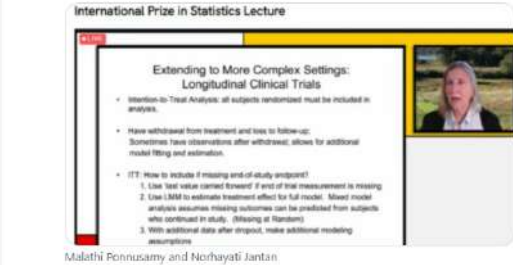 International Prize in Statistics Lecture
LIVE
Extending to More Complex Settings:
Longitudinal Clinical Trials
• Intention-to-Treat Analysis: all subjects randomized must be included in
analysis.
• Have withdrawal from treatment and loss to follow-up:
Sometimes have observations after withdrawal; allows for additional
model fitting and estimation.
• ITT: How to include if missing end-of-study endpoint?
1. Use 'last value carried forward' if end of trial measurement is missing
2. Use LMM to estimate treatment effect for full model. Mixed model
analysis assumes missing outcomes can be predicted from subjects
who continued in study. (Missing at Random)
3. With additional data after dropout, make additional modeling
assumptions
Malathi Ponnusamy and Norhayati Jantan